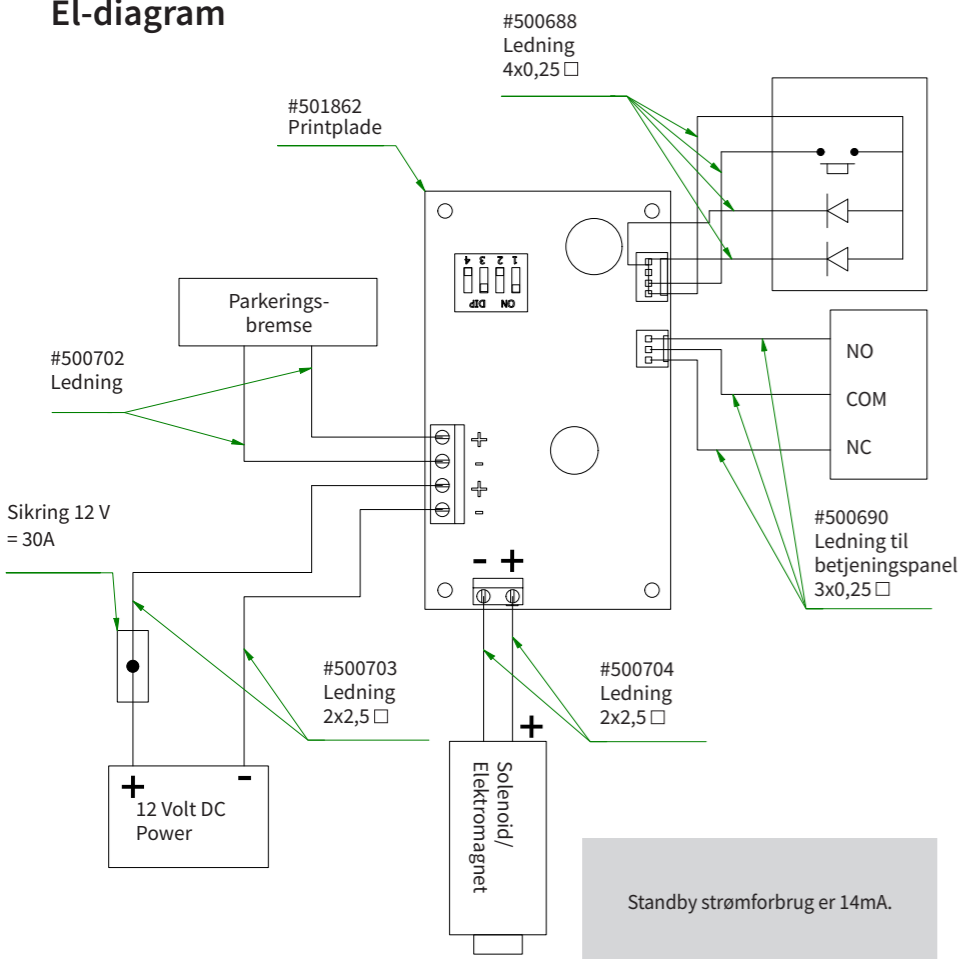 El-diagram
#500688
Ledning
4x0,25 □
#501862
Printplade
1 2 3 4
ON DIP
Parkerings-
bremse
#500702
Ledning
NO
COM
NC
+
-
+
-
Sikring 12 V
= 30A
#500690
Ledning til
betjeningspanel
3x0,25 □
- +
#500703
Ledning
2x2,5 □
#500704
Ledning
2x2,5 □
+
Solenoid/
Elektromagnet
+ -
12 Volt DC
Power
Standby strømforbrug er 14mA.